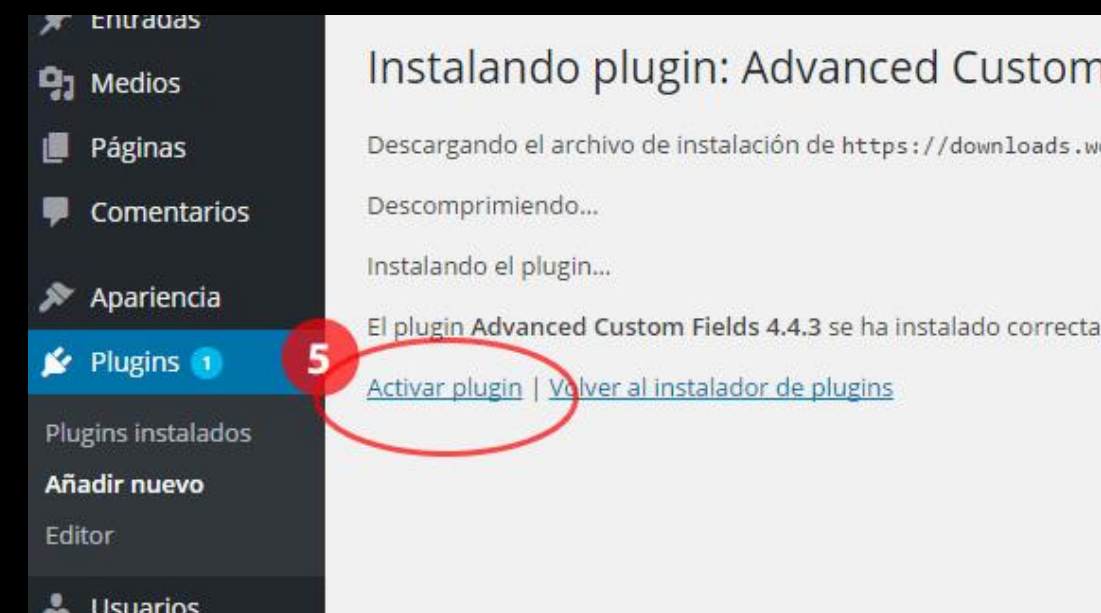 Entradas
Medios
Páginas
Comentarios
Apariencia
Plugins 1
Plugins instalados
Añadir nuevo
Editor
Usuarios
Instalando plugin: Advanced Custom
Descargando el archivo de instalación de https://downloads.w
Descomprimiendo...
Instalando el plugin...
El plugin Advanced Custom Fields 4.4.3 se ha instalado correcta
5
Activar plugin | Volver al instalador de plugins